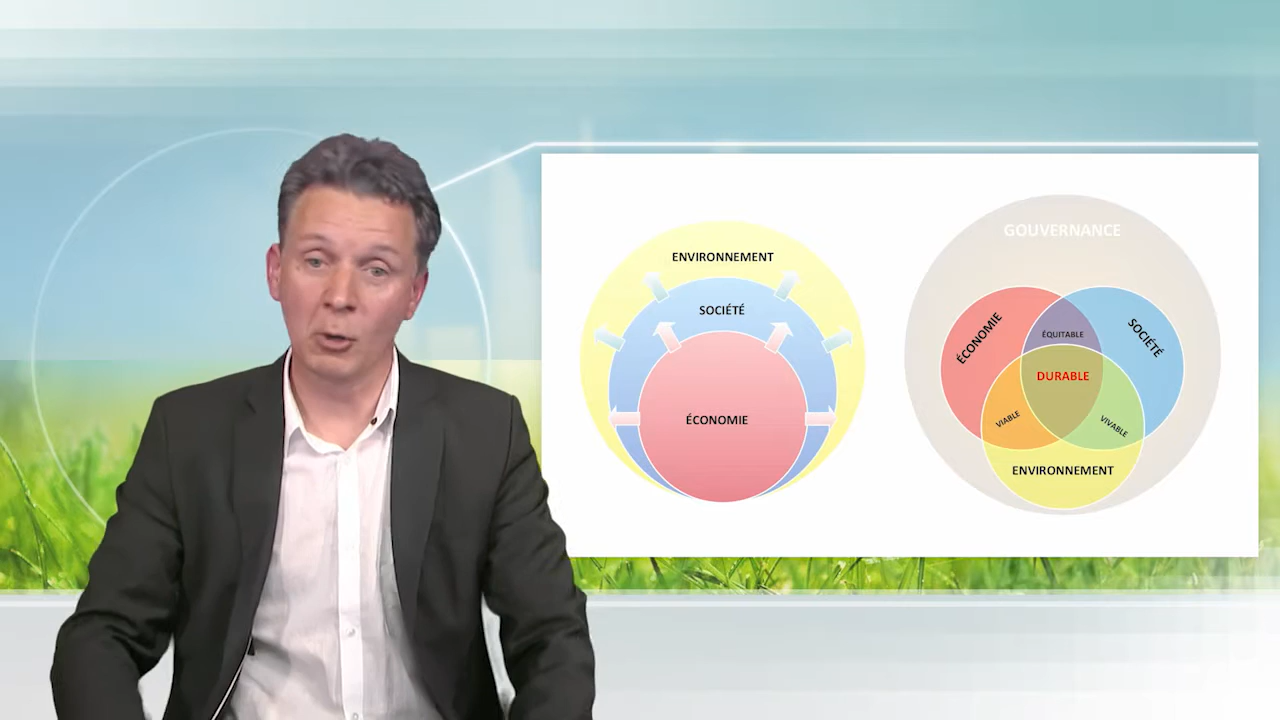 ENVIRONNEMENT
SOCIÉTÉ
ÉCONOMIE
GOUVERNANCE
ÉCONOMIE
SOCIÉTÉ
ÉQUITABLE
DURABLE
VIABLE
VIVABLE
ENVIRONNEMENT